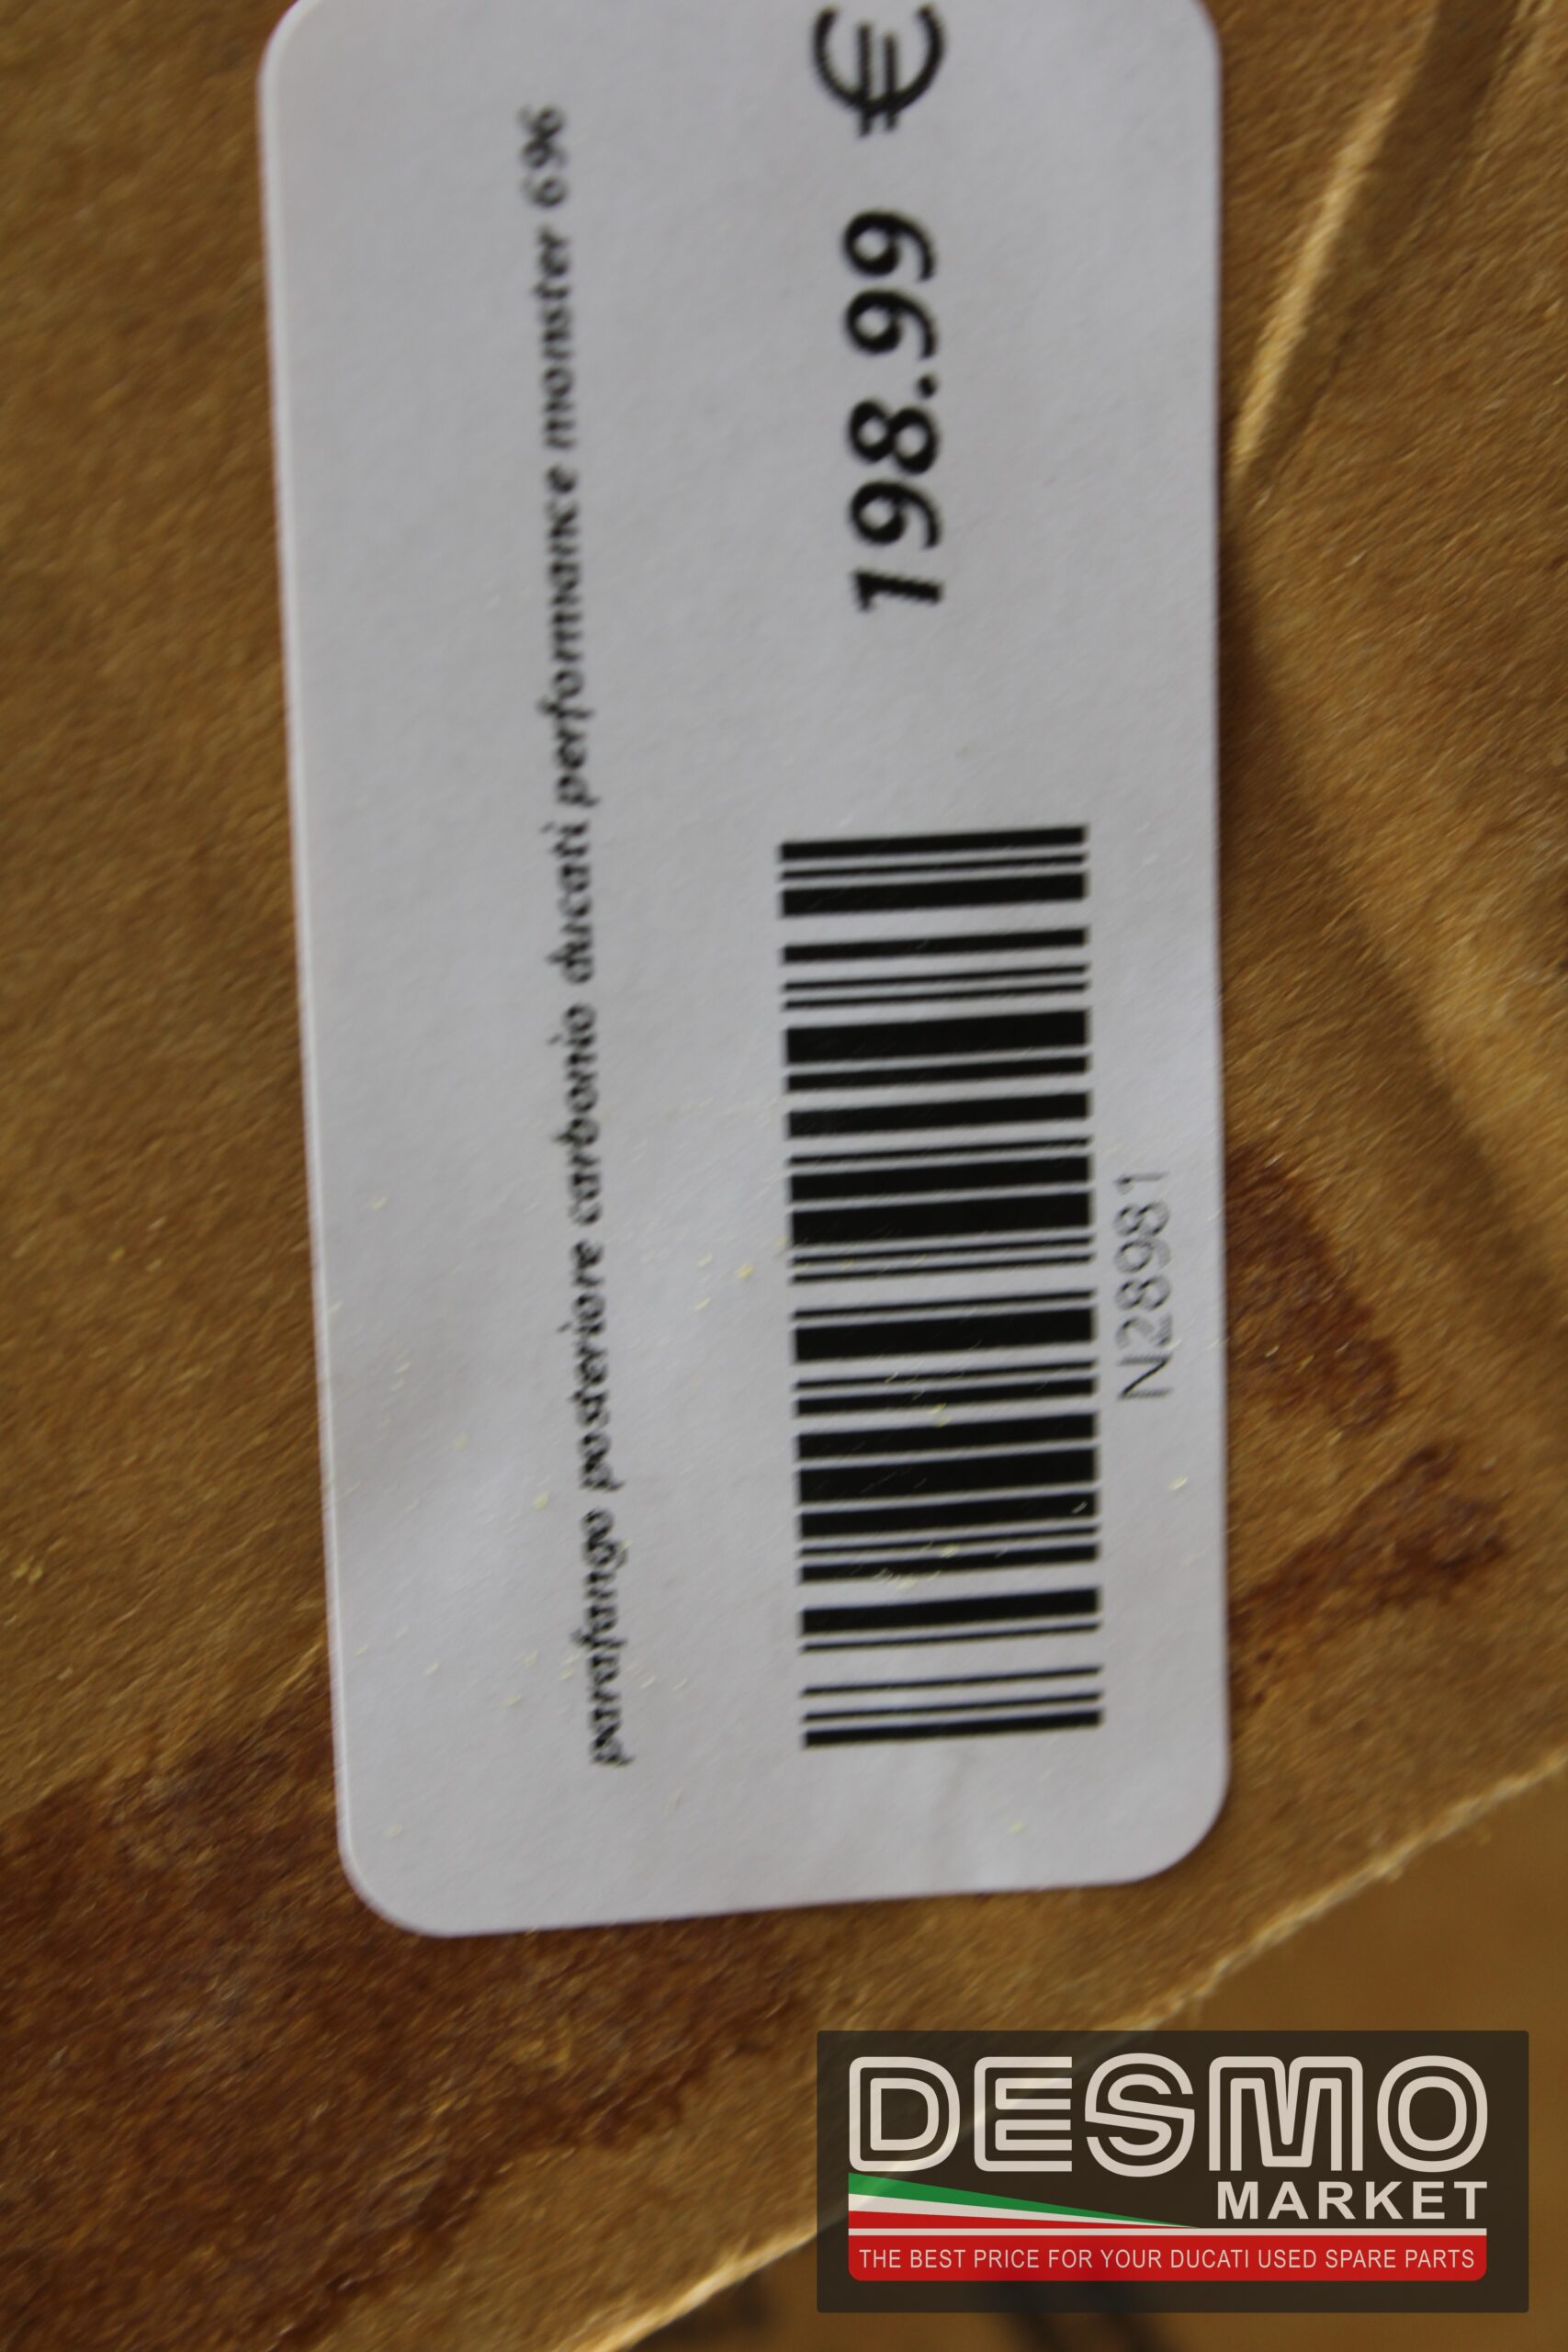 parafango posteriore carbonio ducati performance monster 696
198.99 €
N28981
DESMO
MARKET
THE BEST PRICE FOR YOUR DUCATI USED SPARE PARTS